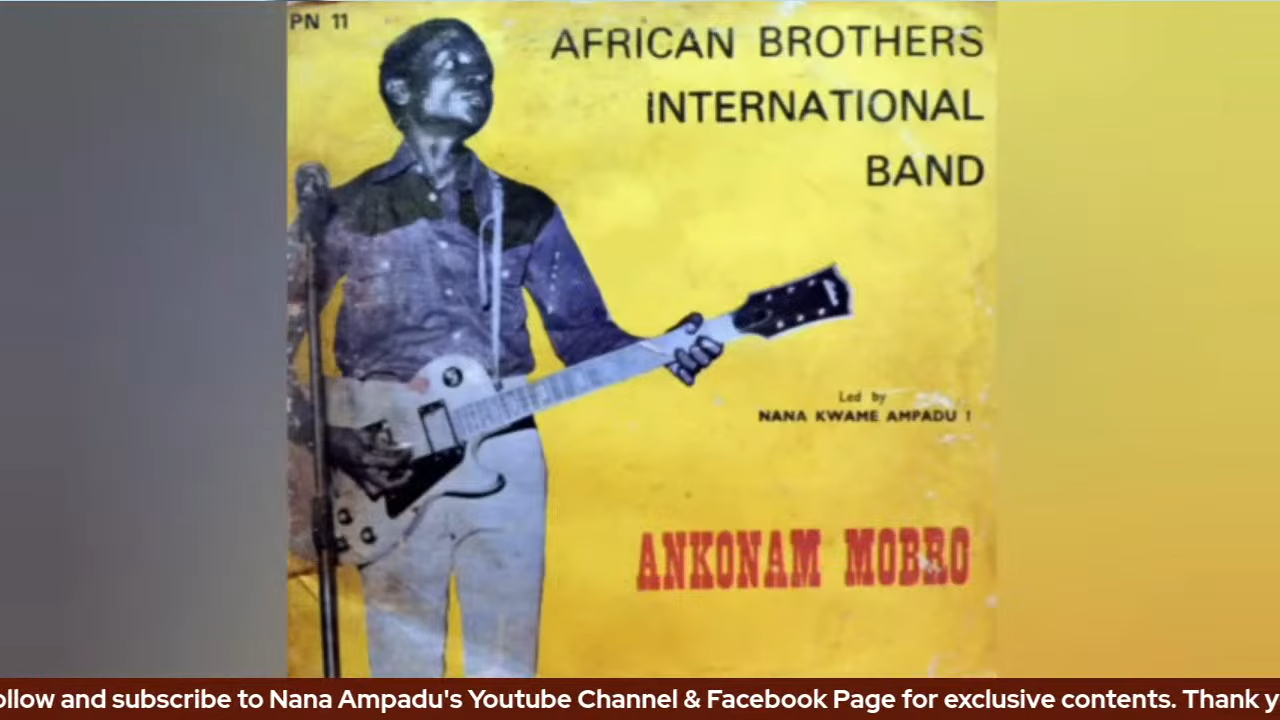 PN 11
AFRICAN BROTHERS
INTERNATIONAL
BAND
Led by
NANA KWAME AMPADU 1
ANKONAM MOBRO
ollow and subscribe to Nana Ampadu's Youtube Channel & Facebook Page for exclusive contents. Thank y